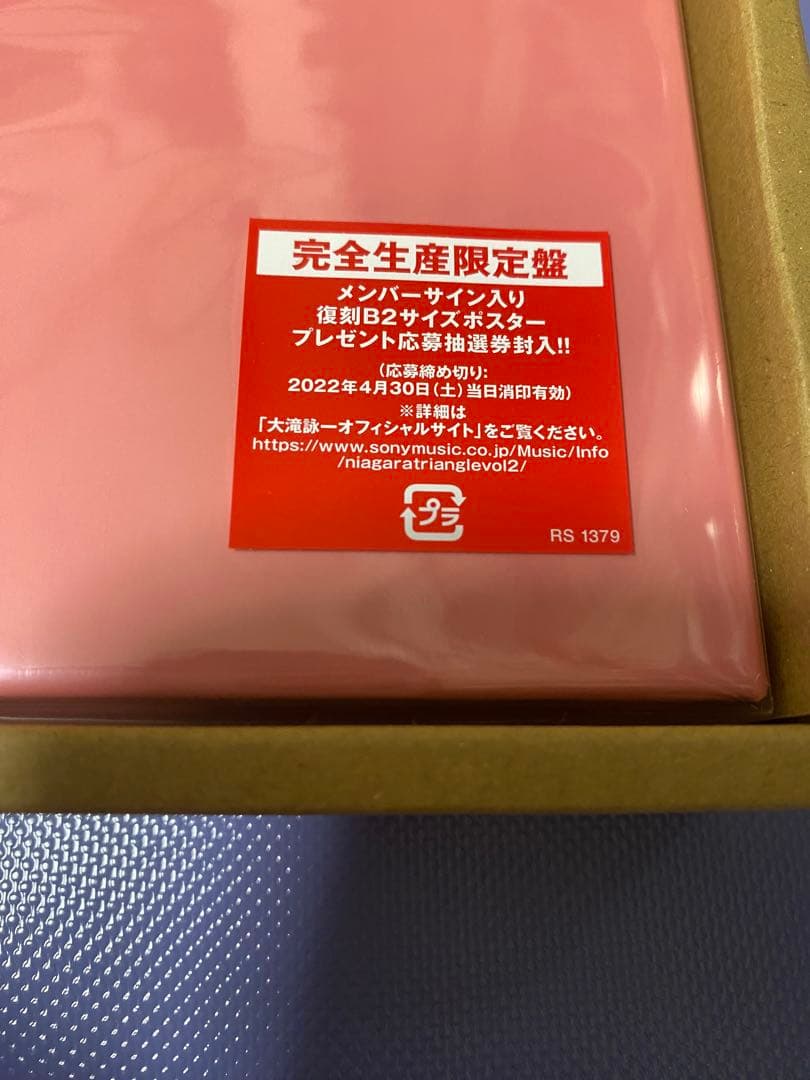 完全生産限定盤
メンバーサイン入り
復刻B2サイズポスター
プレゼント応募抽選券封入!!
(応募締め切り:
2022年4月30日(土)当日消印有効)
※詳細は
「大滝詠一オフィシャルサイト」をご覧ください。
https://www.sonymusic.co.jp/Music/Info
/niagaratrianglevol2/
プラ
RS 1379